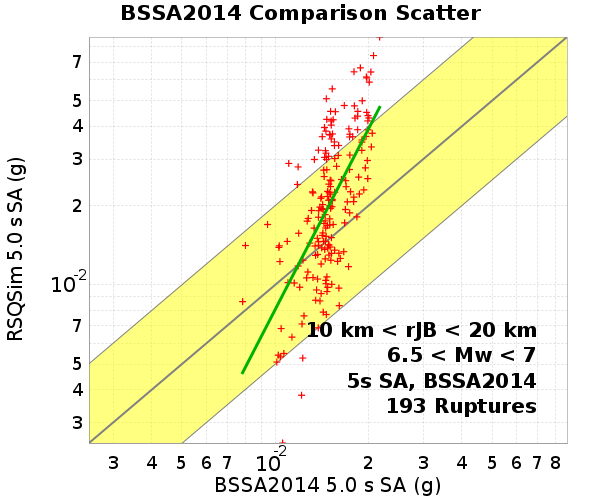 BSSA2014 Comparison Scatter
RSQSim 5.0 s SA (g)
7
5
4
3
2
10-2
7
5
4
3
10 km < rJB < 20 km
6.5 < Mw < 7
5s SA, BSSA2014
193 Ruptures
3 4 5 6 7 10-2 2 3 4 5 6 7 8
BSSA2014 5.0 s SA (g)